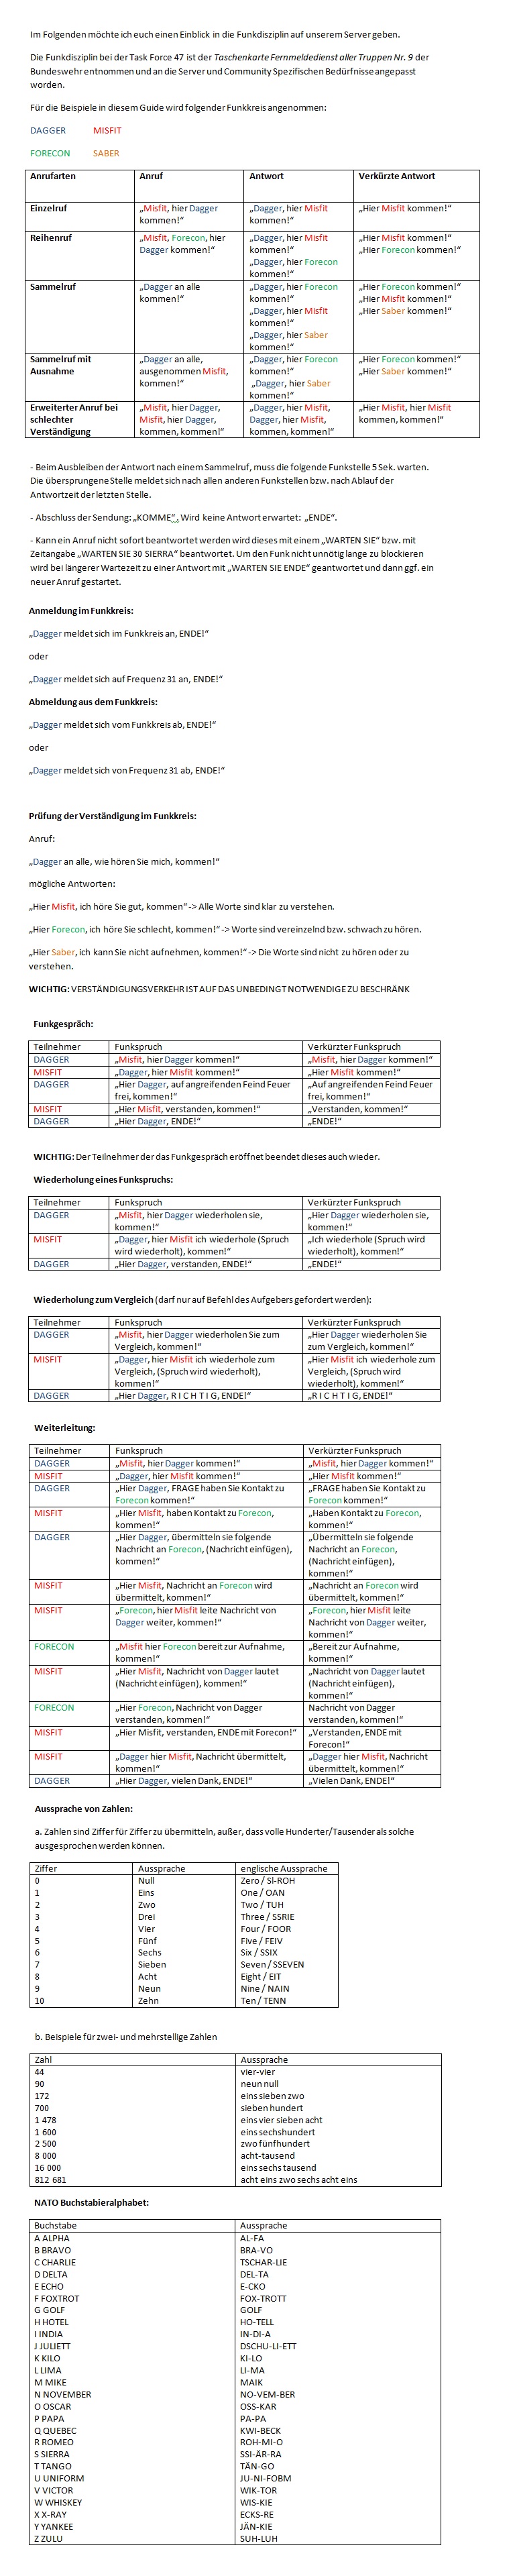 Im Folgenden möchte ich euch einen Einblick in die Funkdisziplin auf unserem Server geben.
Die Funkdisziplin bei der Task Force 47 ist der Taschenkarte Fernmeldedienst aller Truppen Nr. 9 der
Bundeswehr entnommen und an die Server und Community Spezifischen Bedürfnisse angepasst
worden.
Für die Beispiele in diesem Guide wird folgender Funkkreis angenommen:
DAGGER MISFIT
FORECON SABER
Anrufarten Anruf Antwort Verkürzte Antwort
Einzelruf „Misfit, hier Dagger „Dagger, hier Misfit „Hier Misfit kommen!“
kommen!“ kommen!“
Reihenruf „Misfit, Forecon, hier „Dagger, hier Misfit „Hier Misfit kommen!“
Dagger kommen!“ kommen!“ „Hier Forecon kommen!“
„Dagger, hier Forecon
kommen!“
Sammelruf „Dagger an alle „Dagger, hier Forecon „Hier Forecon kommen!“
kommen!“ kommen!“ „Hier Misfit kommen!“
„Dagger, hier Misfit „Hier Saber kommen!“
kommen!“
„Dagger, hier Saber
kommen!“
Sammelruf mit „Dagger an alle, „Dagger, hier Forecon „Hier Forecon kommen!“
Ausnahme ausgenommen Misfit, kommen!“ „Hier Saber kommen!“
kommen!“ „Dagger, hier Saber
kommen!“
Erweiterter Anruf bei „Misfit, hier Dagger, „Dagger, hier Misfit, „Hier Misfit, hier Misfit
schlechter Misfit, hier Dagger, Dagger, hier Misfit, kommen, kommen!“
Verständigung kommen, kommen!“ kommen, kommen!“
- Beim Ausbleiben der Antwort nach einem Sammelruf, muss die folgende Funkstelle 5 Sek. warten.
Die übersprungene Stelle meldet sich nach allen anderen Funkstellen bzw. nach Ablauf der
Antwortzeit der letzten Stelle.
- Abschluss der Sendung: „KOMME“. Wird keine Antwort erwartet: „ENDE“.
- Kann ein Anruf nicht sofort beantwortet werden wird dieses mit einem „WARTEN SIE“ bzw. mit
Zeitangabe „WARTEN SIE 30 SIERRA“ beantwortet. Um den Funk nicht unnötig lange zu blockieren
wird bei längerer Wartezeit zu einer Antwort mit „WARTEN SIE ENDE“ geantwortet und dann ggf. ein
neuer Anruf gestartet.
Anmeldung im Funkkreis:
„Dagger meldet sich im Funkkreis an, ENDE!“
oder
„Dagger meldet sich auf Frequenz 31 an, ENDE!“
Abmeldung aus dem Funkkreis:
„Dagger meldet sich vom Funkkreis ab, ENDE!“
oder
„Dagger meldet sich von Frequenz 31 ab, ENDE!“
Prüfung der Verständigung im Funkkreis:
Anruf:
„Dagger an alle, wie hören Sie mich, kommen!“
mögliche Antworten:
„Hier Misfit, ich höre Sie gut, kommen“ -> Alle Worte sind klar zu verstehen.
„Hier Forecon, ich höre Sie schlecht, kommen!“ -> Worte sind vereinzelnd bzw. schwach zu hören.
„Hier Saber, ich kann Sie nicht aufnehmen, kommen!“ -> Die Worte sind nicht zu hören oder zu
verstehen.
WICHTIG: VERSTÄNDIGUNGSVERKEHR IST AUF DAS UNBEDINGT NOTWENDIGE ZU BESCHRÄNK
Funkgespräch:
Teilnehmer Funkspruch Verkürzter Funkspruch
DAGGER „Misfit, hier Dagger kommen!“ „Misfit, hier Dagger kommen!“
MISFIT „Dagger, hier Misfit kommen!“ „Hier Misfit kommen!“
DAGGER „Hier Dagger, auf angreifenden Feind Feuer „Auf angreifenden Feind Feuer
frei, kommen!“ frei, kommen!“
MISFIT „Hier Misfit, verstanden, kommen!“ „Verstanden, kommen!“
DAGGER „Hier Dagger, ENDE!“ „ENDE!“
WICHTIG: Der Teilnehmer der das Funkgespräch eröffnet beendet dieses auch wieder.
Wiederholung eines Funkspruchs:
Teilnehmer Funkspruch Verkürzter Funkspruch
DAGGER „Misfit, hier Dagger wiederholen sie, „Hier Dagger wiederholen sie,
kommen!“ kommen!“
MISFIT „Dagger, hier Misfit ich wiederhole (Spruch „Ich wiederhole (Spruch wird
wird wiederholt), kommen!“ wiederholt), kommen!“
DAGGER „Hier Dagger, verstanden, ENDE!“ „ENDE!“
Wiederholung zum Vergleich (darf nur auf Befehl des Aufgebers gefordert werden):
Teilnehmer Funkspruch Verkürzter Funkspruch
DAGGER „Misfit, hier Dagger wiederholen Sie zum „Hier Dagger wiederholen Sie
Vergleich, kommen!“ zum Vergleich, kommen!“
MISFIT „Dagger, hier Misfit ich wiederhole zum „Hier Misfit ich wiederhole zum
Vergleich, (Spruch wird wiederholt), Vergleich, (Spruch wird
kommen!“ wiederholt), kommen!“
DAGGER „Hier Dagger, R I C H T I G, ENDE!“ „R I C H T I G, ENDE!“
Weiterleitung:
Teilnehmer Funkspruch Verkürzter Funkspruch
DAGGER „Misfit, hier Dagger kommen!“ „Misfit, hier Dagger kommen!“
MISFIT „Dagger, hier Misfit kommen!“ „Hier Misfit kommen!“
DAGGER „Hier Dagger, FRAGE haben Sie Kontakt zu „FRAGE haben Sie Kontakt zu
Forecon kommen!“ Forecon kommen!“
MISFIT „Hier Misfit, haben Kontakt zu Forecon, „Haben Kontakt zu Forecon,
kommen!“ kommen!“
DAGGER „Hier Dagger, übermitteln sie folgende „Übermitteln sie folgende
Nachricht an Forecon, (Nachricht einfügen), Nachricht an Forecon,
kommen!“ (Nachricht einfügen),
kommen!“
MISFIT „Hier Misfit, Nachricht an Forecon wird „Nachricht an Forecon wird
übermittelt, kommen!“ übermittelt, kommen!“
MISFIT „Forecon, hier Misfit leite Nachricht von „Forecon, hier Misfit leite
Dagger weiter, kommen!“ Nachricht von Dagger weiter,
kommen!“
FORECON „Misfit hier Forecon bereit zur Aufnahme, „Bereit zur Aufnahme,
kommen!“ kommen!“
MISFIT „Hier Misfit, Nachricht von Dagger lautet „Nachricht von Dagger lautet
(Nachricht einfügen), kommen!“ (Nachricht einfügen),
kommen!“
FORECON „Hier Forecon, Nachricht von Dagger Nachricht von Dagger
verstanden, kommen!“ verstanden, kommen!“
MISFIT „Hier Misfit, verstanden, ENDE mit Forecon!“ „Verstanden, ENDE mit
Forecon!“
MISFIT „Dagger hier Misfit, Nachricht übermittelt, „Dagger hier Misfit, Nachricht
kommen!“ übermittelt, kommen!“
DAGGER „Hier Dagger, vielen Dank, ENDE!“ „Vielen Dank, ENDE!“
Aussprache von Zahlen:
a. Zahlen sind Ziffer für Ziffer zu übermitteln, außer, dass volle Hunderter/Tausender als solche
ausgesprochen werden können.
Ziffer Aussprache englische Aussprache
0 Null Zero / SI-ROH
1 Eins One / OAN
2 Zwo Two / TUH
3 Drei Three / SSRIE
4 Vier Four / FOOR
5 Fünf Five / FEIV
6 Sechs Six / SSIX
7 Sieben Seven / SSEVEN
8 Acht Eight / EIT
9 Neun Nine / NAIN
10 Zehn Ten / TENN
b. Beispiele für zwei- und mehrstellige Zahlen
Zahl Aussprache
44 vier-vier
90 neun null
172 eins sieben zwo
700 sieben hundert
1 478 eins vier sieben acht
1 600 eins sechshundert
2 500 zwo fünfhundert
8 000 acht-tausend
16 000 eins sechs tausend
812 681 acht eins zwo sechs acht eins
NATO Buchstabieralphabet:
Buchstabe Aussprache
A ALPHA AL-FA
B BRAVO BRA-VO
C CHARLIE TSCHAR-LIE
D DELTA DEL-TA
E ECHO E-CKO
F FOXTROT FOX-TROTT
G GOLF GOLF
H HOTEL HO-TELL
I INDIA IN-DI-A
J JULIETT DSCHU-LI-ETT
K KILO KI-LO
L LIMA LI-MA
M MIKE MAIK
N NOVEMBER NO-VEM-BER
O OSCAR OSS-KAR
P PAPA PA-PA
Q QUEBEC KWI-BECK
R ROMEO ROH-MI-O
S SIERRA SSI-ÄR-RA
T TANGO TÄN-GO
U UNIFORM JU-NI-FOBM
V VICTOR WIK-TOR
W WHISKEY WIS-KIE
X X-RAY ECKS-RE
Y YANKEE JÄN-KIE
Z ZULU SUH-LUH